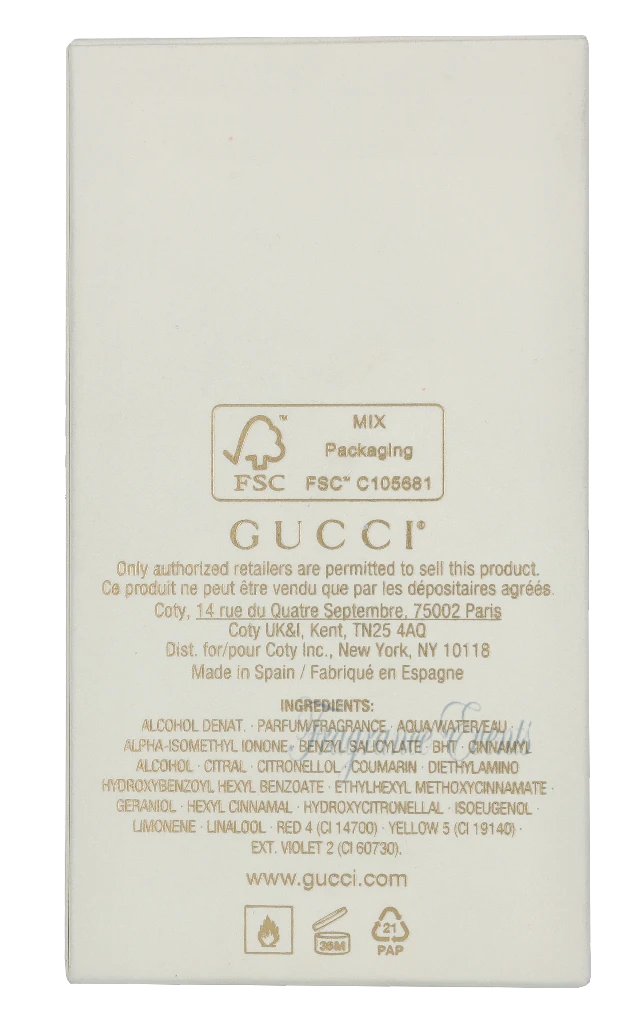 MIX
Packaging
FSC FSC™ C105681
GUCCI®
Only authorized retailers are permitted to sell this product.
Ce produit ne peut être vendu que par les dépositaires agréés.
Coty, 14 rue du Quatre Septembre, 75002 Paris
Coty UK&I, Kent, TN25 4AQ
Dist. for/pour Coty Inc., New York, NY 10118
Made in Spain / Fabriqué en Espagne
INGREDIENTS:
ALCOHOL DENAT. · PARFUM/FRAGRANCE · AQUA/WATER/EAU ·
ALPHA-ISOMETHYL IONONE · BENZYL SALICYLATE · BHT · CINNAMYL
ALCOHOL · CITRAL · CITRONELLOL · COUMARIN · DIETHYLAMINO
HYDROXYBENZOYL HEXYL BENZOATE · ETHYLHEXYL METHOXYCINNAMATE ·
GERANIOL · HEXYL CINNAMAL · HYDROXYCITRONELLAL · ISOEUGENOL ·
LIMONENE · LINALOOL · RED 4 (CI 14700) · YELLOW 5 (CI 19140) ·
EXT. VIOLET 2 (CI 60730).
Fragrance Events
www.gucci.com
36M
21
PAP